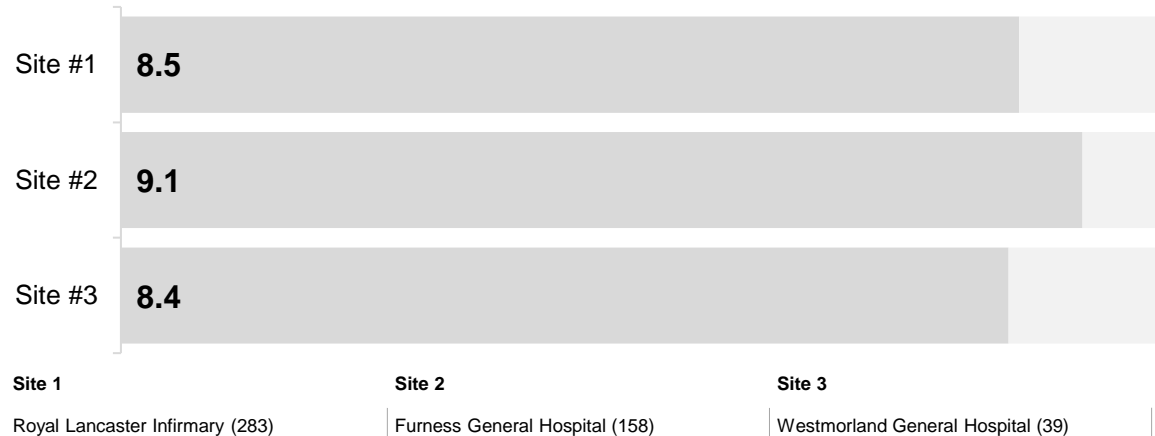 Site #1 8.5
Site #2 9.1
Site #3 8.4
Site 1 Site 2 Site 3
Royal Lancaster Infirmary (283) Furness General Hospital (158) Westmorland General Hospital (39)